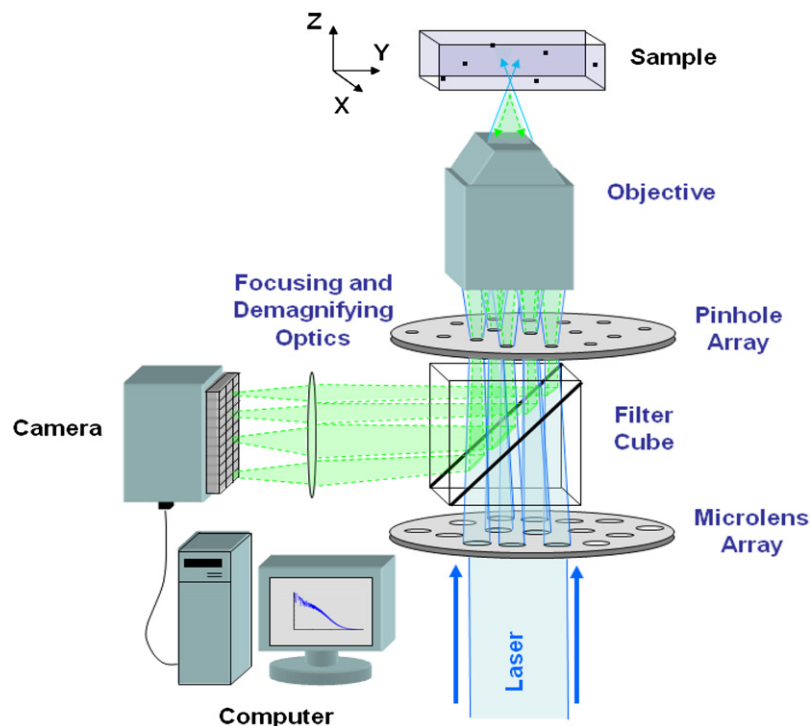 Z
Y
X
Sample
Objective
Focusing and
Demagnifying
Optics
Pinhole
Array
Camera
Filter
Cube
Microlens
Array
Laser
Computer